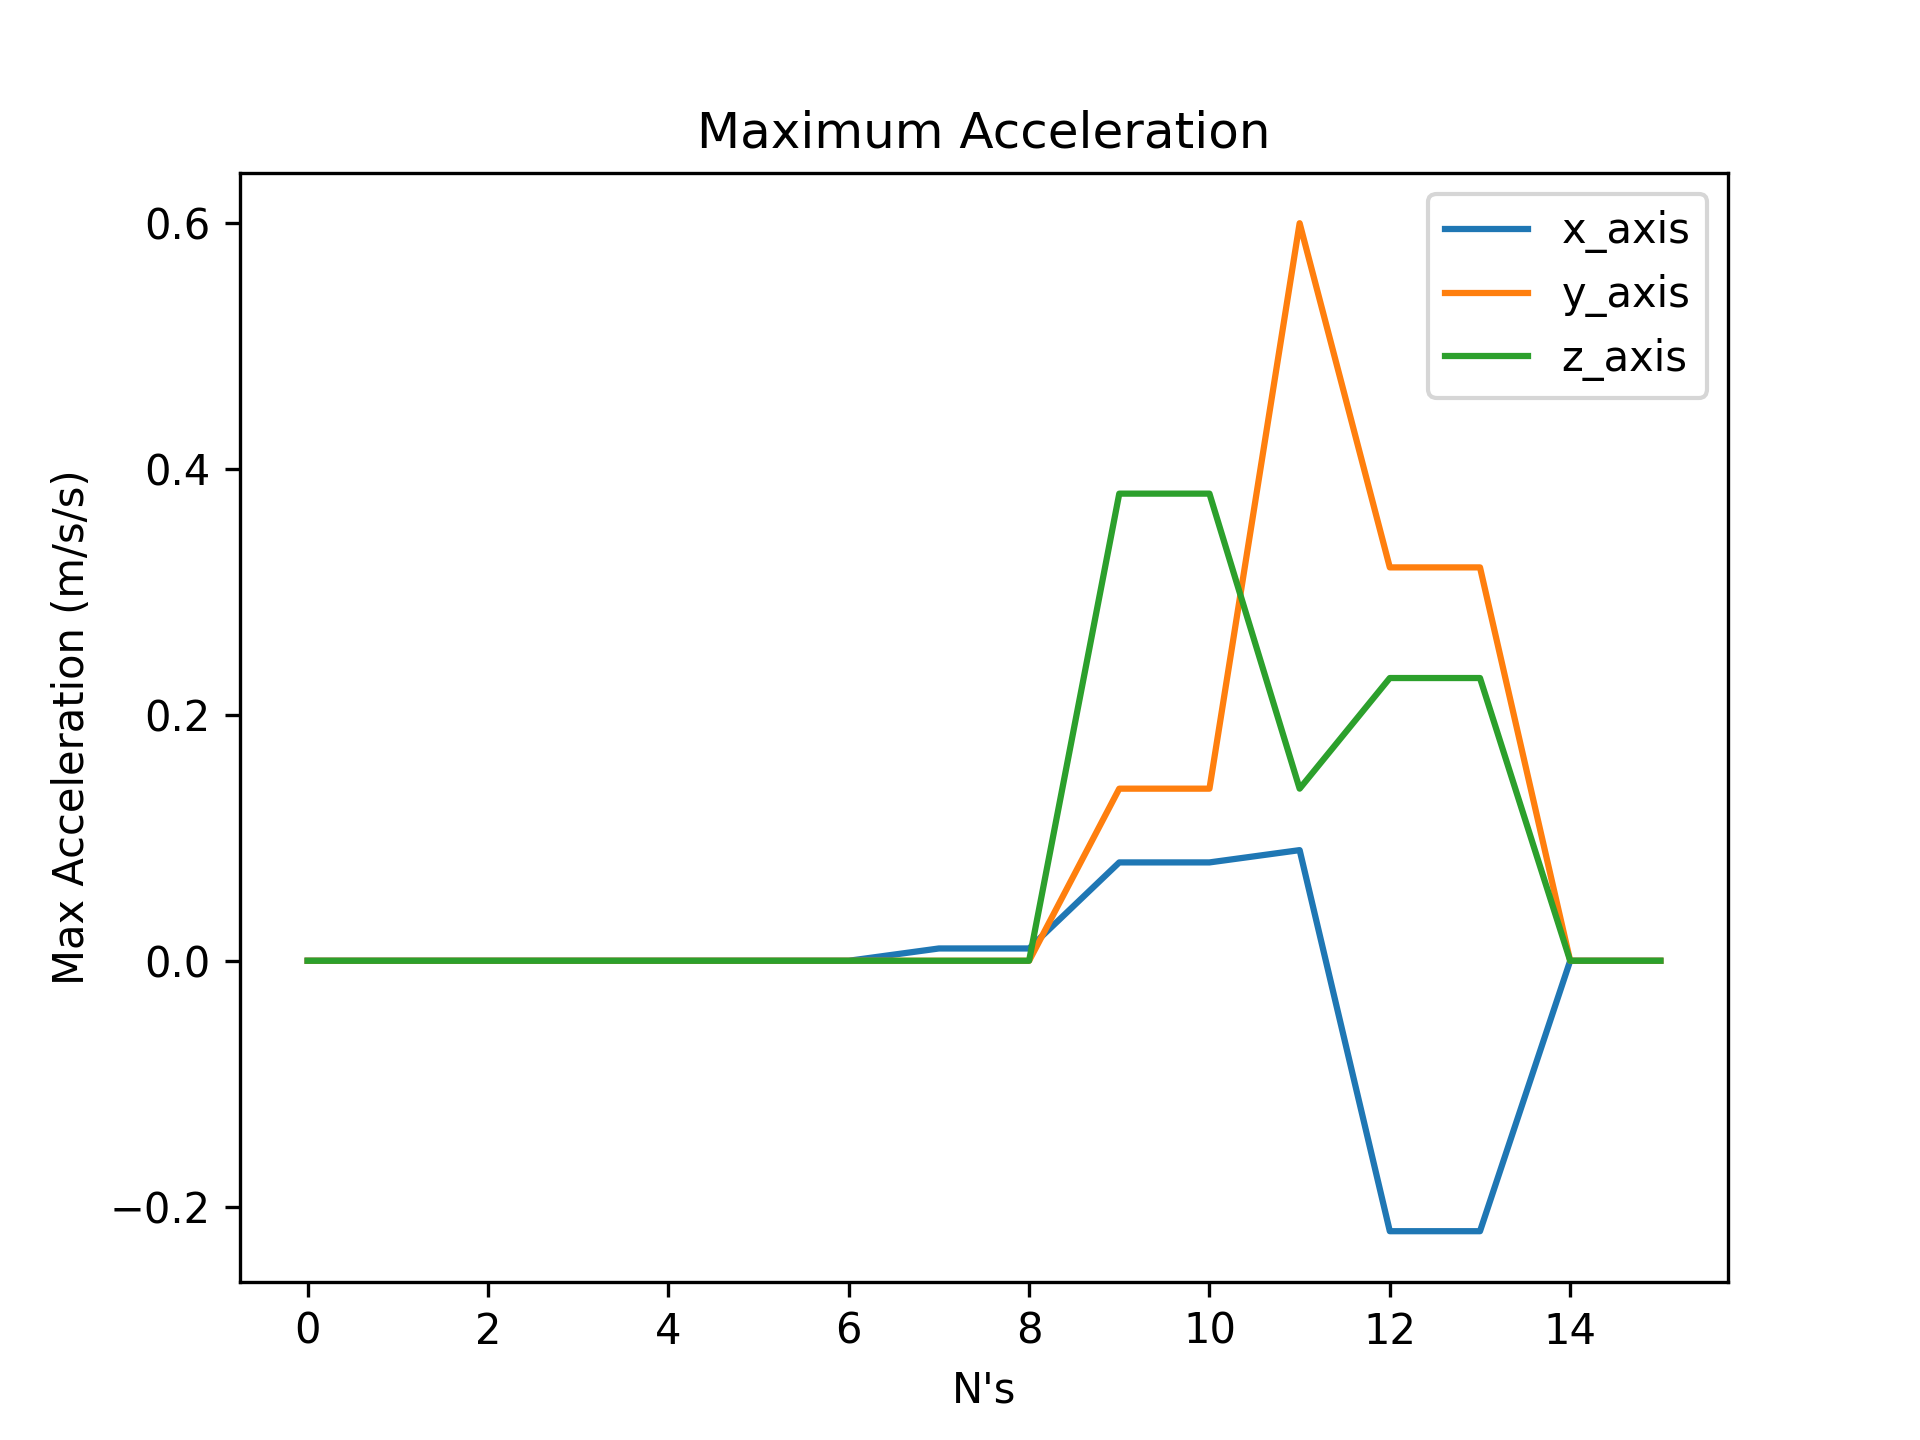 Maximum Acceleration
x_axis
y_axis
z_axis
Max Acceleration (m/s/s)
0.6
0.4
0.2
0.0
−0.2
0 2 4 6 8 10 12 14
N's